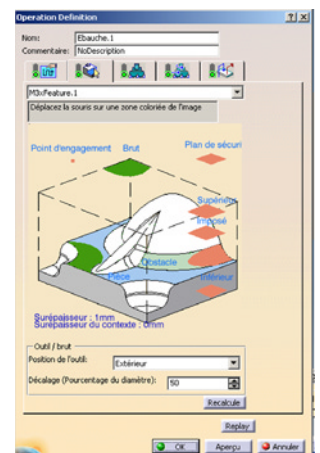 Operation Definition
Nom: Ebauche.1
Commentaire: NoDescription
M3xFeature.1
Déplacez la souris sur une zone coloriée de l'image
Point d'engagement Brut Plan de sécuri
Supérieur
Imposé
Obstacle
Pièce Inférieur
Surépaisseur : 1mm
Surépaisseur du contexte : 0mm
Outil / brut
Position de l'outil: Extérieur
Décalage (Pourcentage du diamètre): 50
Recalcule
Replay
OK Aperçu Annuler